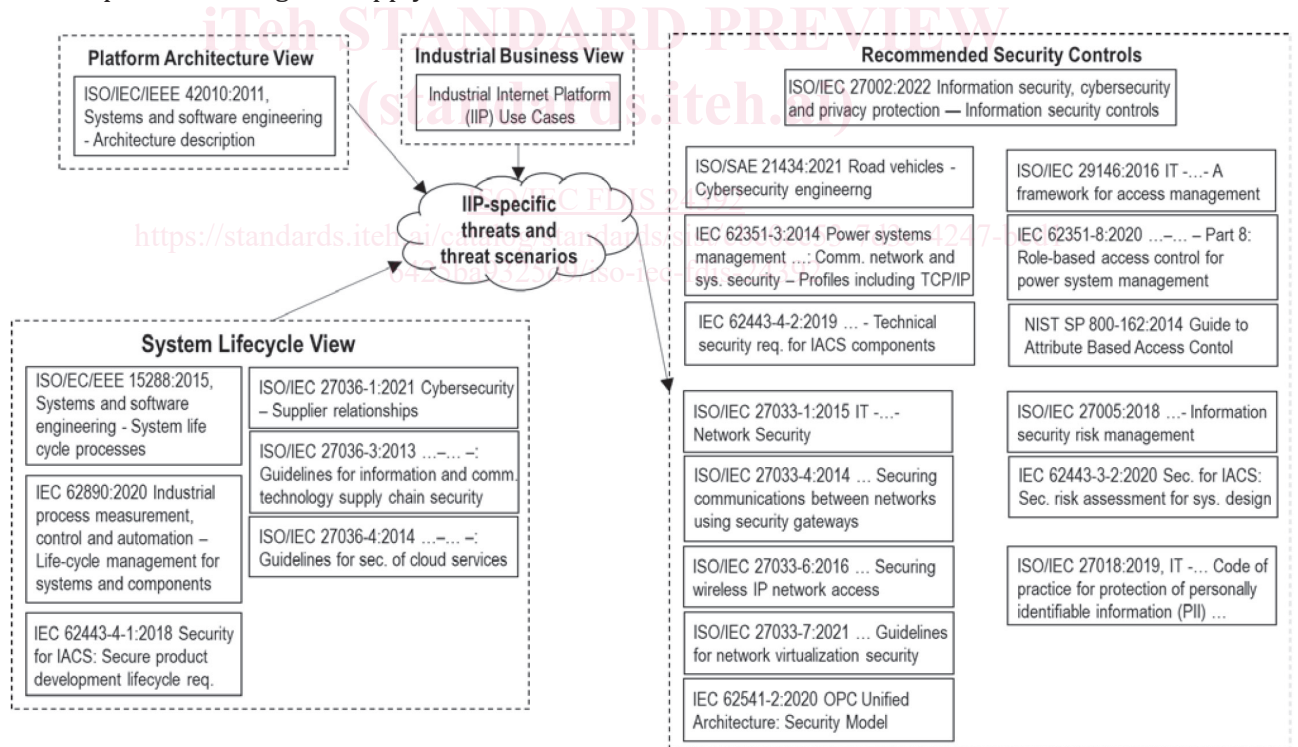 iTeh STANDARD PREVIEW
(standards.iteh.ai)
ISO/IEC FDIS 24392
Platform Architecture View
ISO/IEC/IEEE 42010:2011,
Systems and software engineering
- Architecture description
Industrial Business View
Industrial Internet Platform
(IIP) Use Cases
IIP-specific
threats and
threat scenarios
System Lifecycle View
ISO/EC/EEE 15288:2015,
Systems and software
engineering - System life
cycle processes
IEC 62890:2020 Industrial
process measurement,
control and automation –
Life-cycle management for
systems and components
IEC 62443-4-1:2018 Security
for IACS: Secure product
development lifecycle req.
ISO/IEC 27036-1:2021 Cybersecurity
– Supplier relationships
ISO/IEC 27036-3:2013 …–… –:
Guidelines for information and comm.
technology supply chain security
ISO/IEC 27036-4:2014 …–… –:
Guidelines for sec. of cloud services
Recommended Security Controls
ISO/IEC 27002:2022 Information security, cybersecurity
and privacy protection — Information security controls
ISO/SAE 21434:2021 Road vehicles -
Cybersecurity engineerng
IEC 62351-3:2014 Power systems
management …: Comm. network and
sys. security – Profiles including TCP/IP
IEC 62443-4-2:2019 … - Technical
security req. for IACS components
ISO/IEC 27033-1:2015 IT -…-
Network Security
ISO/IEC 27033-4:2014 … Securing
communications between networks
using security gateways
ISO/IEC 27033-6:2016 … Securing
wireless IP network access
ISO/IEC 27033-7:2021 … Guidelines
for network virtualization security
IEC 62541-2:2020 OPC Unified
Architecture: Security Model
ISO/IEC 29146:2016 IT -…- A
framework for access management
IEC 62351-8:2020 …–… – Part 8:
Role-based access control for
power system management
NIST SP 800-162:2014 Guide to
Attribute Based Access Contol
ISO/IEC 27005:2018 …- Information
security risk management
IEC 62443-3-2:2020 Sec. for IACS:
Sec. risk assessment for sys. design
ISO/IEC 27018:2019, IT -… Code of
practice for protection of personally
identifiable information (PII) …